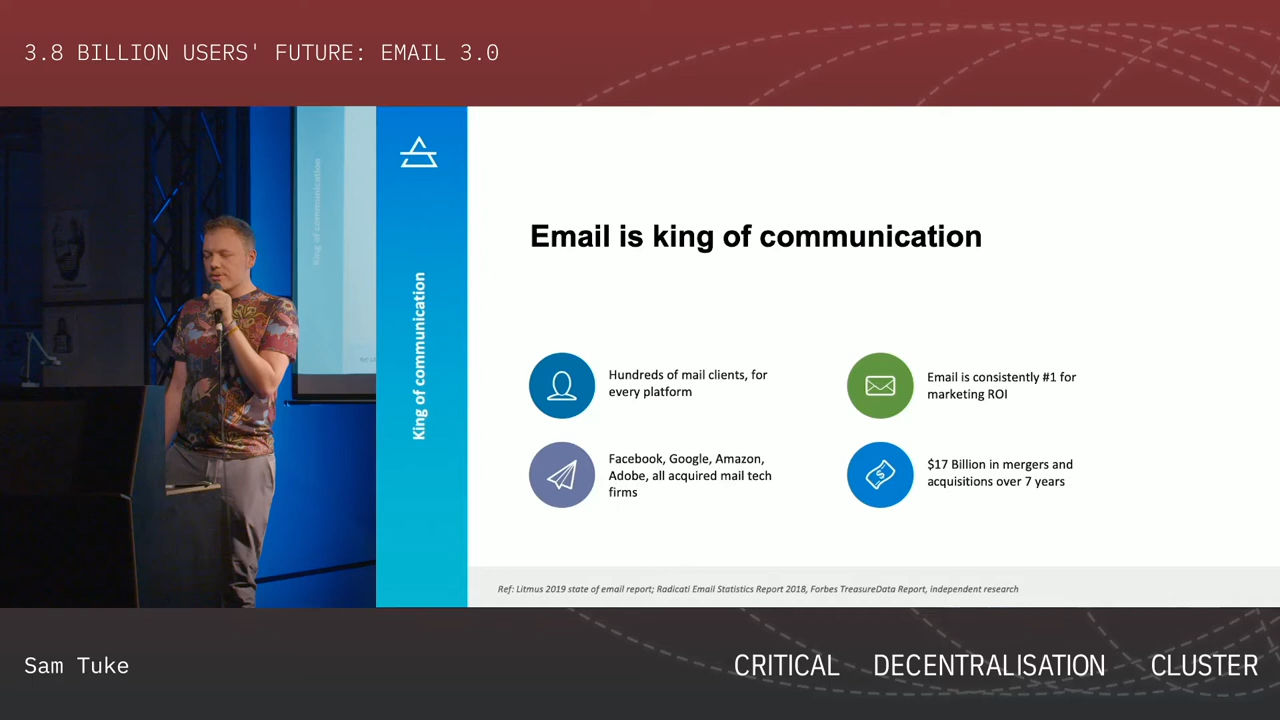 3.8 BILLION USERS' FUTURE: EMAIL 3.0
King of communication
King of communication
Email is king of communication
Hundreds of mail clients, for
every platform
Email is consistently #1 for
marketing ROI
Facebook, Google, Amazon,
Adobe, all acquired mail tech
firms
$17 Billion in mergers and
acquisitions over 7 years
Ref: Litmus 2019 state of email report; Radicati Email Statistics Report 2018, Forbes TreasureData Report, independent research
Sam Tuke
CRITICAL DECENTRALISATION CLUSTER